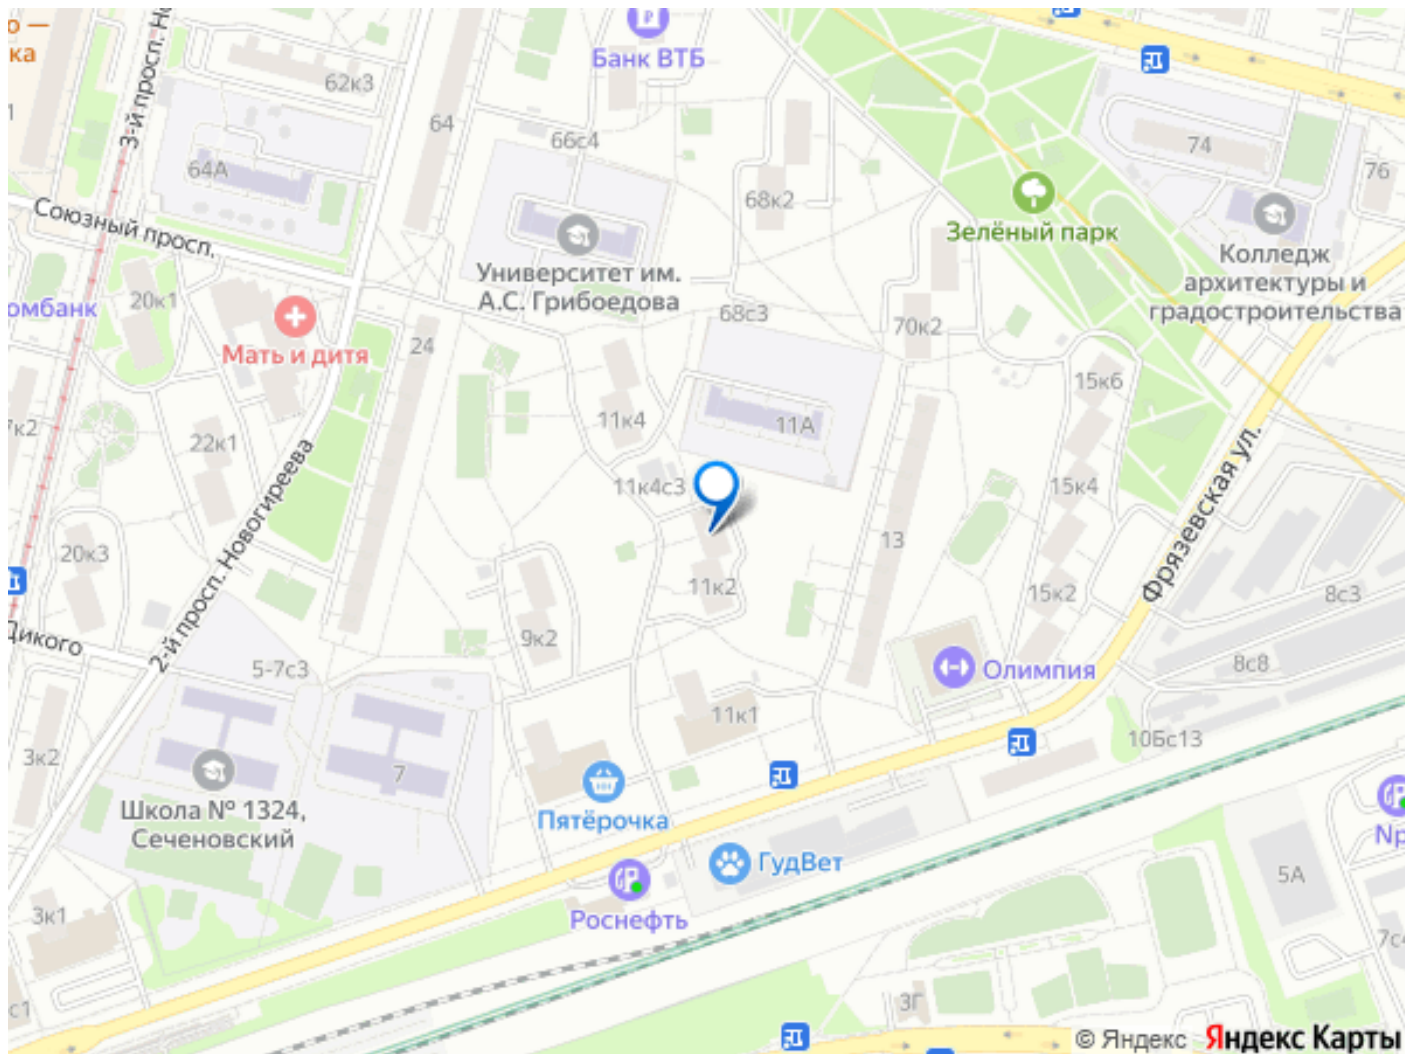 3-й просп.
Банк ВТБ
62к3
64
66с4
74
76
64А
68к2
Зелёный парк
Союзный просп.
Университет им.
А.С. Грибоедова
Колледж
архитектуры и
градостроительства
20к1
омбанк
68с3
70к2
Мать и дитя
24
15к6
11к4
11А
22к1
11к4с3
15к4
2-й просп. Новогиреева
Фрязевская ул.
20к3
13
11к2
15к2
8с3
Дикого
9к2
5-7с3
Олимпия
8с8
11к1
10Бс13
3к2
7
Школа № 1324,
Сеченовский
Пятёрочка
ГудВет
5А
3к1
Роснефть
3Г
© Яндекс Яндекс Карты